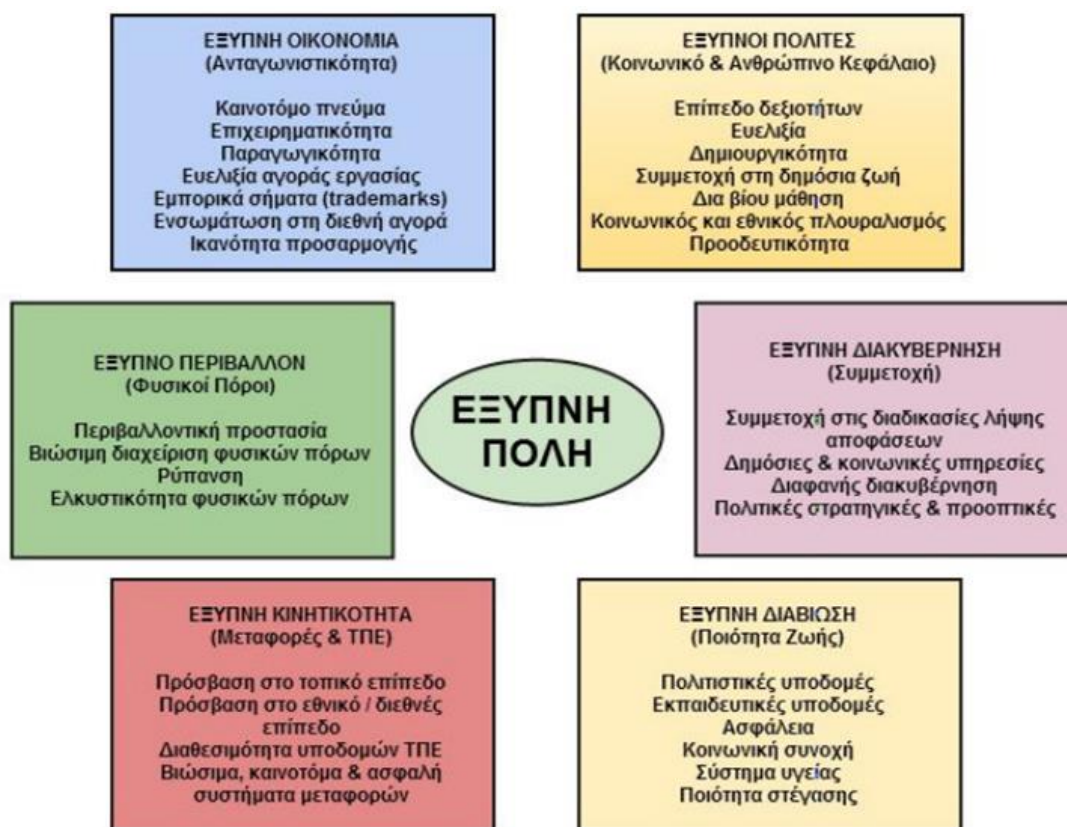 ΕΞΥΠΝΗ ΟΙΚΟΝΟΜΙΑ
(Ανταγωνιστικότητα)
Καινοτόμο πνεύμα
Επιχειρηματικότητα
Παραγωγικότητα
Ευελιξία αγοράς εργασίας
Εμπορικά σήματα (trademarks)
Ενσωμάτωση στη διεθνή αγορά
Ικανότητα προσαρμογής
ΕΞΥΠΝΟΙ ΠΟΛΙΤΕΣ
(Κοινωνικό & Ανθρώπινο Κεφάλαιο)
Επίπεδο δεξιοτήτων
Ευελιξία
Δημιουργικότητα
Συμμετοχή στη δημόσια ζωή
Δια βίου μάθηση
Κοινωνικός και εθνικός πλουραλισμός
Προοδευτικότητα
ΕΞΥΠΝΟ ΠΕΡΙΒΑΛΛΟΝ
(Φυσικοί Πόροι)
Περιβαλλοντική προστασία
Βιώσιμη διαχείριση φυσικών πόρων
Ρύπανση
Ελκυστικότητα φυσικών πόρων
ΕΞΥΠΝΗ
ΠΟΛΗ
ΕΞΥΠΝΗ ΔΙΑΚΥΒΕΡΝΗΣΗ
(Συμμετοχή)
Συμμετοχή στις διαδικασίες λήψης
αποφάσεων
Δημόσιες & κοινωνικές υπηρεσίες
Διαφανής διακυβέρνηση
Πολιτικές στρατηγικές & προοπτικές
ΕΞΥΠΝΗ ΚΙΝΗΤΙΚΟΤΗΤΑ
(Μεταφορές & ΤΠΕ)
Πρόσβαση στο τοπικό επίπεδο
Πρόσβαση στο εθνικό / διεθνές
επίπεδο
Διαθεσιμότητα υποδομών ΤΠΕ
Βιώσιμα, καινοτόμα & ασφαλή
συστήματα μεταφορών
ΕΞΥΠΝΗ ΔΙΑΒΙΩΣΗ
(Ποιότητα Ζωής)
Πολιτιστικές υποδομές
Εκπαιδευτικές υποδομές
Ασφάλεια
Κοινωνική συνοχή
Σύστημα υγείας
Ποιότητα στέγασης